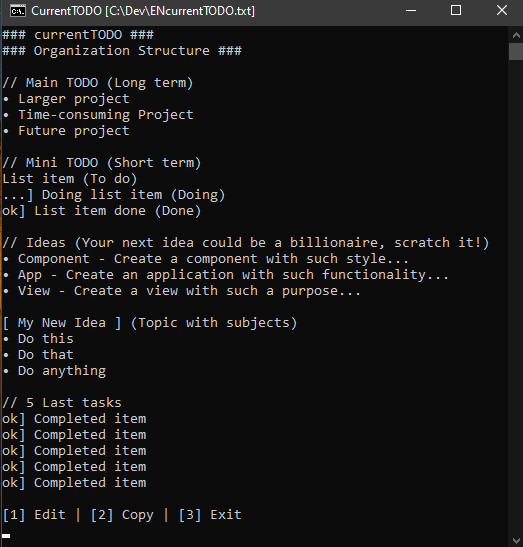 CurrentTODO [C:\Dev\ENcurrentTODO.txt]
### currentTODO ###
### Organization Structure ###
// Main TODO (Long term)
• Larger project
• Time-consuming Project
• Future project
// Mini TODO (Short term)
List item (To do)
...] Doing list item (Doing)
ok] List item done (Done)
// Ideas (Your next idea could be a billionaire, scratch it!)
• Component - Create a component with such style...
• App - Create an application with such functionality...
• View - Create a view with such a purpose...
[ My New Idea ] (Topic with subjects)
• Do this
• Do that
• Do anything
// 5 Last tasks
ok] Completed item
ok] Completed item
ok] Completed item
ok] Completed item
ok] Completed item
[1] Edit | [2] Copy | [3] Exit